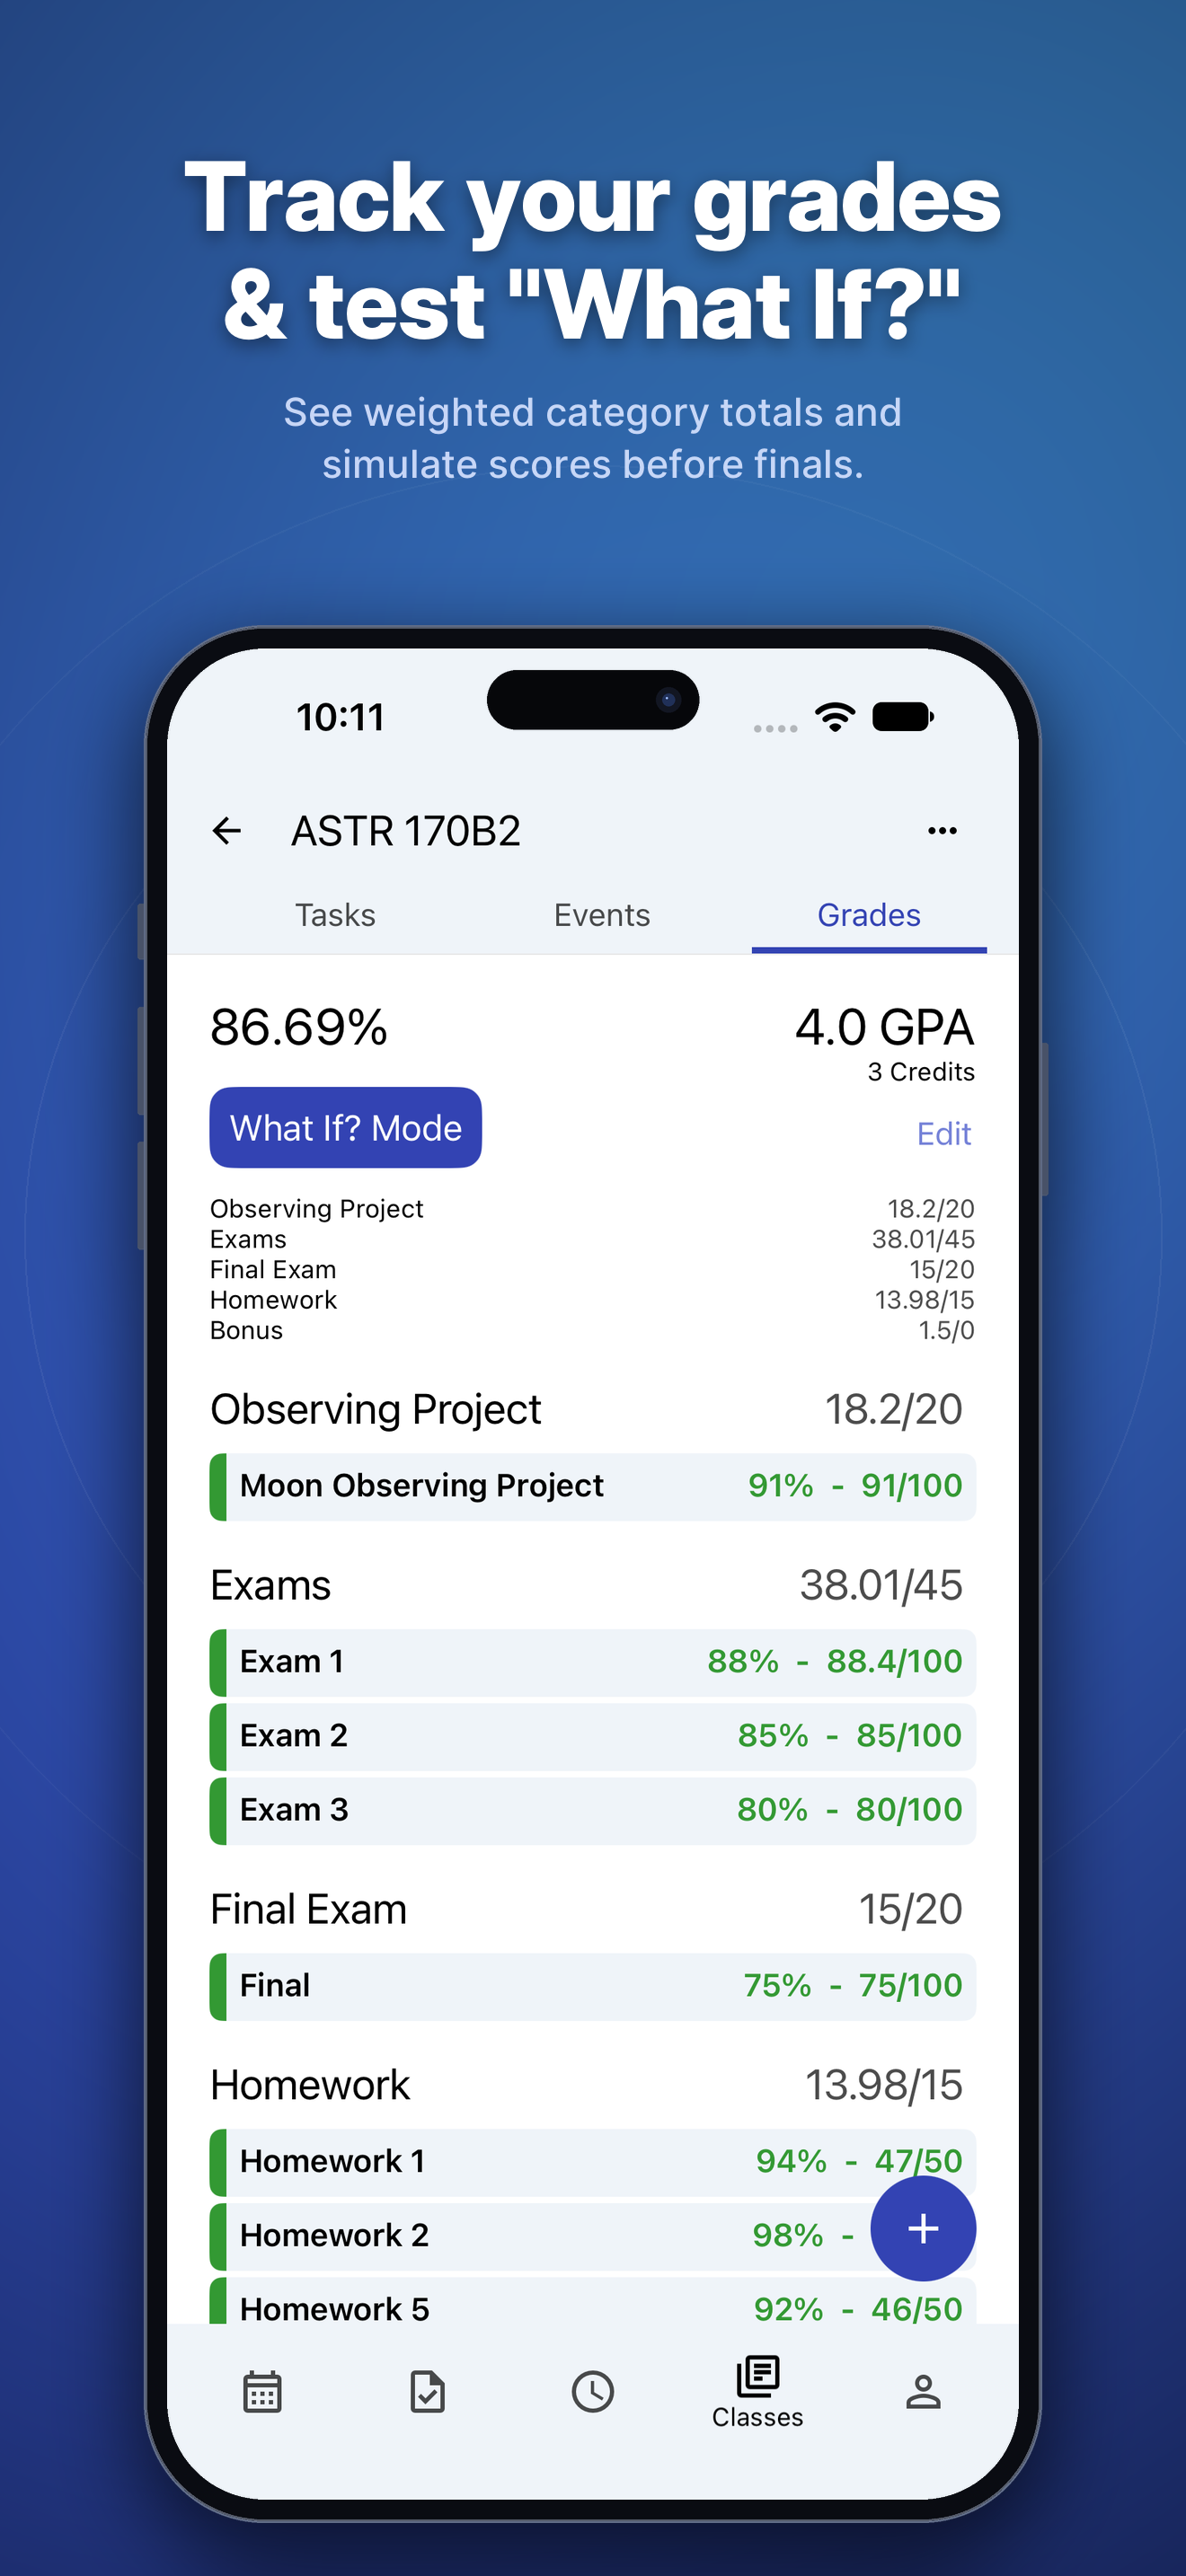 Track your grades
& test "What If?"
See weighted category totals and
simulate scores before finals.
10:11
ASTR 170B2
Tasks Events Grades
86.69% 4.0 GPA
3 Credits
What If? Mode Edit
Observing Project 18.2/20
Exams 38.01/45
Final Exam 15/20
Homework 13.98/15
Bonus 1.5/0
Observing Project 18.2/20
Moon Observing Project 91% - 91/100
Exams 38.01/45
Exam 1 88% - 88.4/100
Exam 2 85% - 85/100
Exam 3 80% - 80/100
Final Exam 15/20
Final 75% - 75/100
Homework 13.98/15
Homework 1 94% - 47/50
Homework 2 98% -
Homework 5 92% - 46/50
Classes